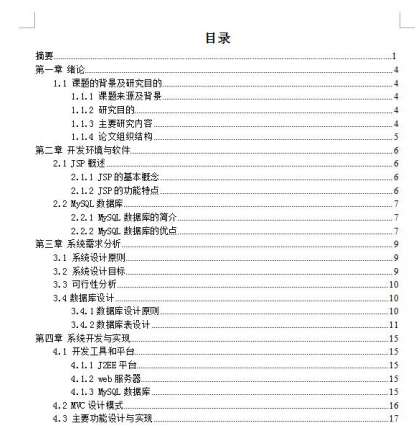 目录
摘要 1
第一章 绪论 4
1.1 课题的背景及研究目的 4
1.1.1 课题来源及背景 4
1.1.2 研究目的 4
1.1.3 主要研究内容 4
1.1.4 论文组织结构 5
第二章 开发环境与软件 6
2.1 JSP 概述 6
2.1.1 JSP 的基本概念 6
2.1.2 JSP 的功能特点 6
2.2 MySQL 数据库 7
2.2.1 MySQL 数据库的简介 7
2.2.2 MySQL 数据库的优点 7
第三章 系统需求分析 9
3.1 系统设计原则 9
3.2 系统设计目标 9
3.3 可行性分析 10
3.4 数据库设计 10
3.4.1 数据库设计原则 10
3.4.2 数据库表设计 11
第四章 系统开发与实现 15
4.1 开发工具和平台 15
4.1.1 J2EE 平台 15
4.1.2 web 服务器 15
4.1.3 MySQL 数据库 15
4.2 MVC 设计模式 16
4.3 主要功能设计与实现 17